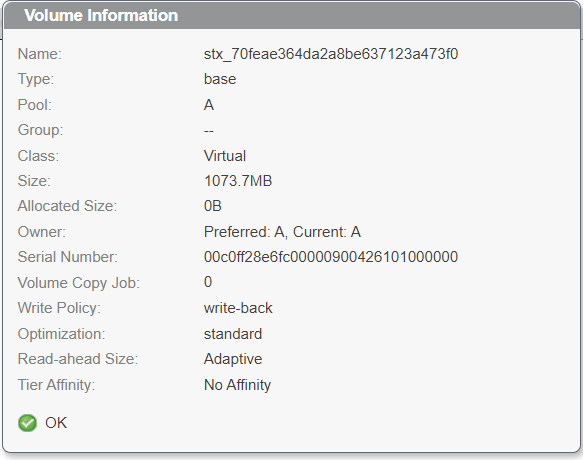 Volume Information
Name: stx_70feae364da2a8be637123a473f0
Type: base
Pool: A
Group: --
Class: Virtual
Size: 1073.7MB
Allocated Size: 0B
Owner: Preferred: A, Current: A
Serial Number: 00c0ff28e6fc00000900426101000000
Volume Copy Job: 0
Write Policy: write-back
Optimization: standard
Read-ahead Size: Adaptive
Tier Affinity: No Affinity
OK